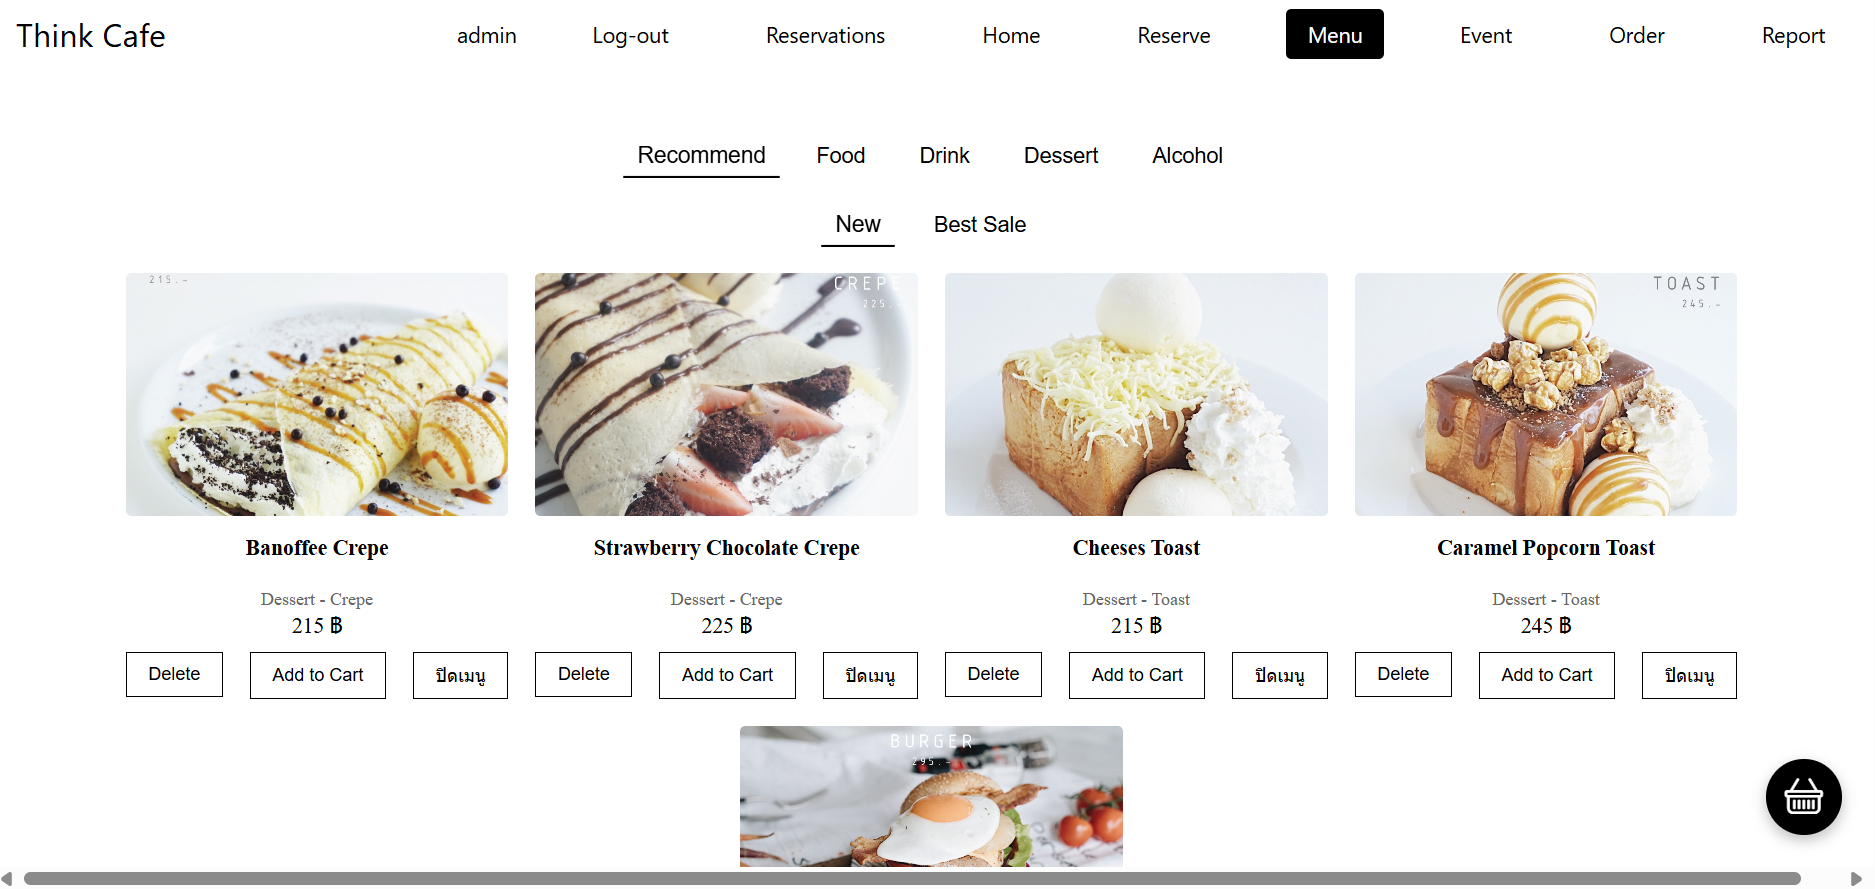 Think Cafe
admin Log-out Reservations Home Reserve Menu Event Order Report
Recommend Food Drink Dessert Alcohol
New Best Sale
215.-
CREPE
225.-
TOAST
245.-
Banoffee Crepe Strawberry Chocolate Crepe Cheeses Toast Caramel Popcorn Toast
Dessert - Crepe Dessert - Crepe Dessert - Toast Dessert - Toast
215 ฿ 225 ฿ 215 ฿ 245 ฿
Delete Add to Cart ปิดเมนู Delete Add to Cart ปิดเมนู Delete Add to Cart ปิดเมนู Delete Add to Cart ปิดเมนู
BURGER
295.-